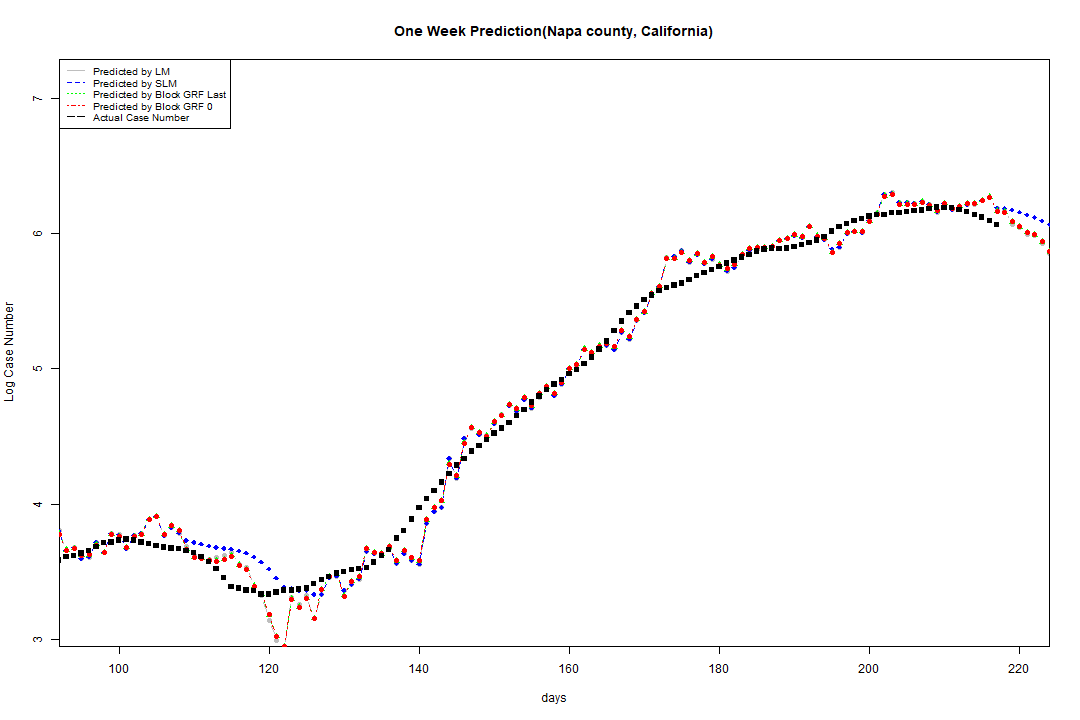 One Week Prediction(Napa county, California)
Predicted by LM
Predicted by SLM
Predicted by Block GRF Last
Predicted by Block GRF 0
Actual Case Number
7
6
5
4
3
Log Case Number
100 120 140 160 180 200 220
days